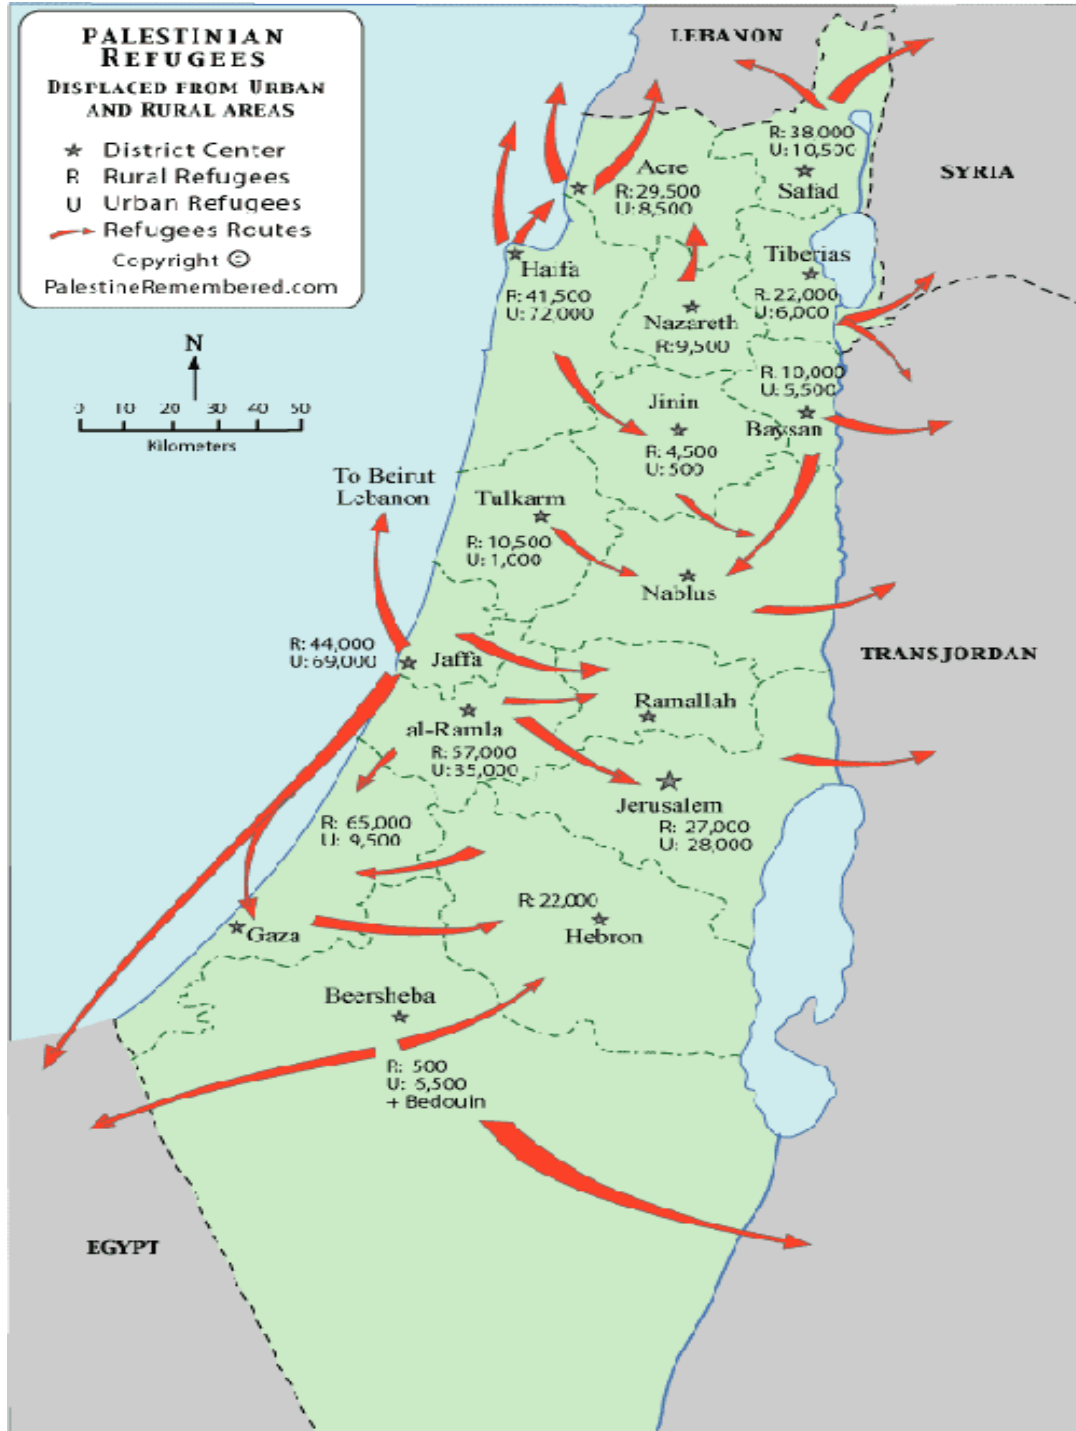 PALESTINIAN
REFUGEES
DISPLACED FROM URBAN
AND RURAL AREAS
District Center
R Rural Refugees
U Urban Refugees
Refugees Routes
Copyright ©
PalestineRemembered.com
N
0 10 20 30 40 50
Kilometers
LEBANON
SYRIA
TRANSJORDAN
EGYPT
R: 38,000
U: 10,500
Safad
Acre
R: 29,500
U: 8,500
Tiberias
R: 22,000
U: 6,000
Haifa
R: 41,500
U: 72,000
Nazareth
R: 9,500
R: 10,000
U: 5,500
Baysan
Jinin
R: 4,500
U: 500
To Beirut
Lebanon
Tulkarm
R: 10,500
U: 1,000
Nablus
R: 44,000
U: 69,000
Jaffa
Ramallah
al-Ramla
R: 57,000
U: 35,000
Jerusalem
R: 27,000
U: 28,000
R: 65,000
U: 9,500
R: 22,000
Hebron
Gaza
Beersheba
R: 500
U: 6,500
+ Bedouin